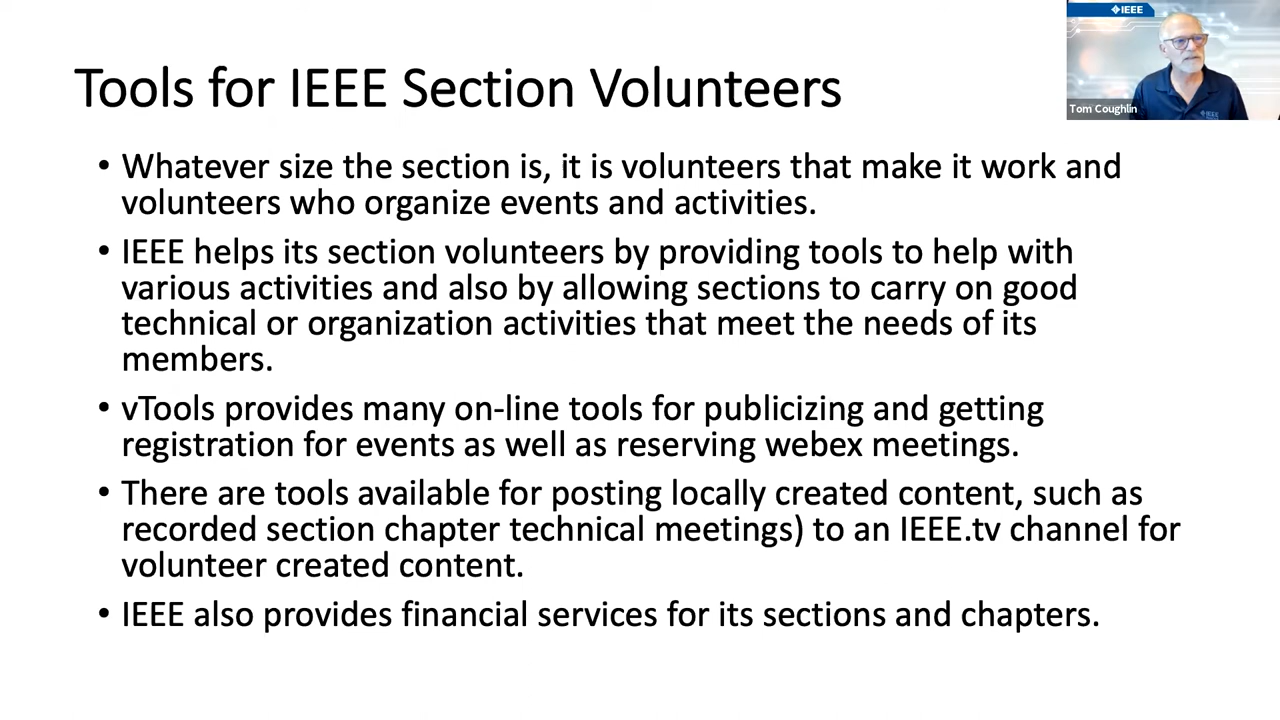 IEEE
Tom Coughlin
Tools for IEEE Section Volunteers
• Whatever size the section is, it is volunteers that make it work and
volunteers who organize events and activities.
• IEEE helps its section volunteers by providing tools to help with
various activities and also by allowing sections to carry on good
technical or organization activities that meet the needs of its
members.
• vTools provides many on-line tools for publicizing and getting
registration for events as well as reserving webex meetings.
• There are tools available for posting locally created content, such as
recorded section chapter technical meetings) to an IEEE.tv channel for
volunteer created content.
• IEEE also provides financial services for its sections and chapters.